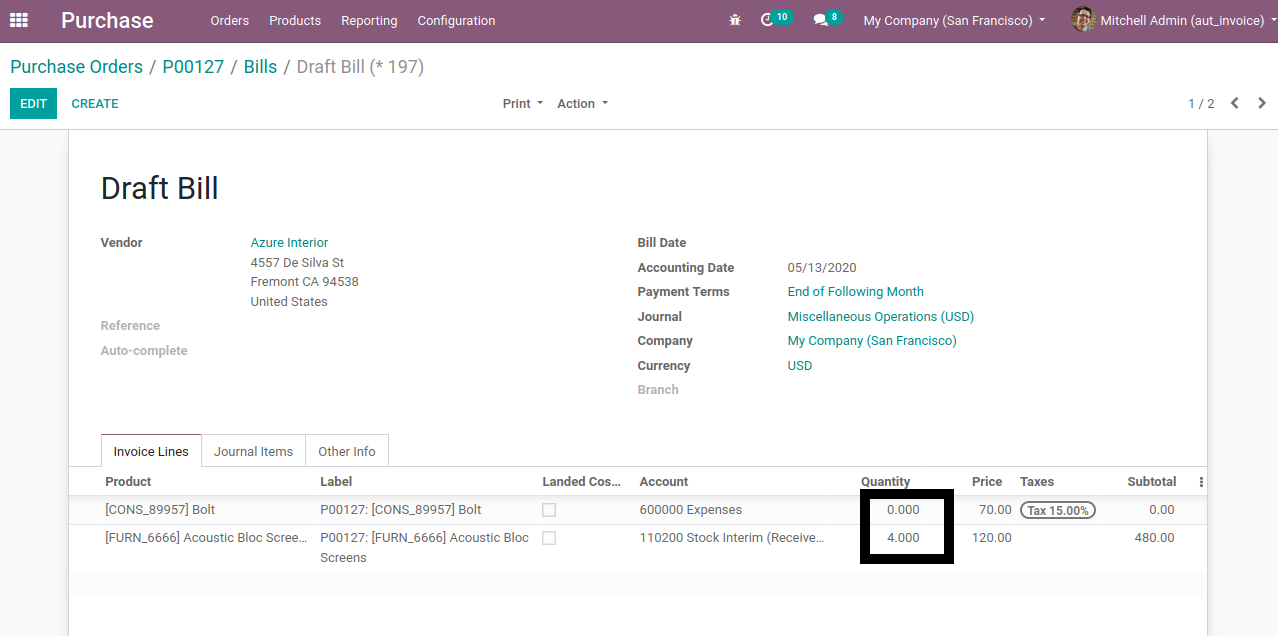 Purchase Orders Products Reporting Configuration 10 8 My Company (San Francisco) Mitchell Admin (aut_invoice)
Purchase Orders / P00127 / Bills / Draft Bill (* 197)
EDIT CREATE Print Action 1 / 2
Draft Bill
Vendor Azure Interior
4557 De Silva St
Fremont CA 94538
United States
Reference
Auto-complete
Bill Date
Accounting Date 05/13/2020
Payment Terms End of Following Month
Journal Miscellaneous Operations (USD)
Company My Company (San Francisco)
Currency USD
Branch
Invoice Lines Journal Items Other Info
Product Label Landed Cos... Account Quantity Price Taxes Subtotal
[CONS_89957] Bolt P00127: [CONS_89957] Bolt 600000 Expenses 0.000 70.00 Tax 15.00% 0.00
[FURN_6666] Acoustic Bloc Scree... P00127: [FURN_6666] Acoustic Bloc 110200 Stock Interim (Receive... 4.000 120.00 480.00
Screens